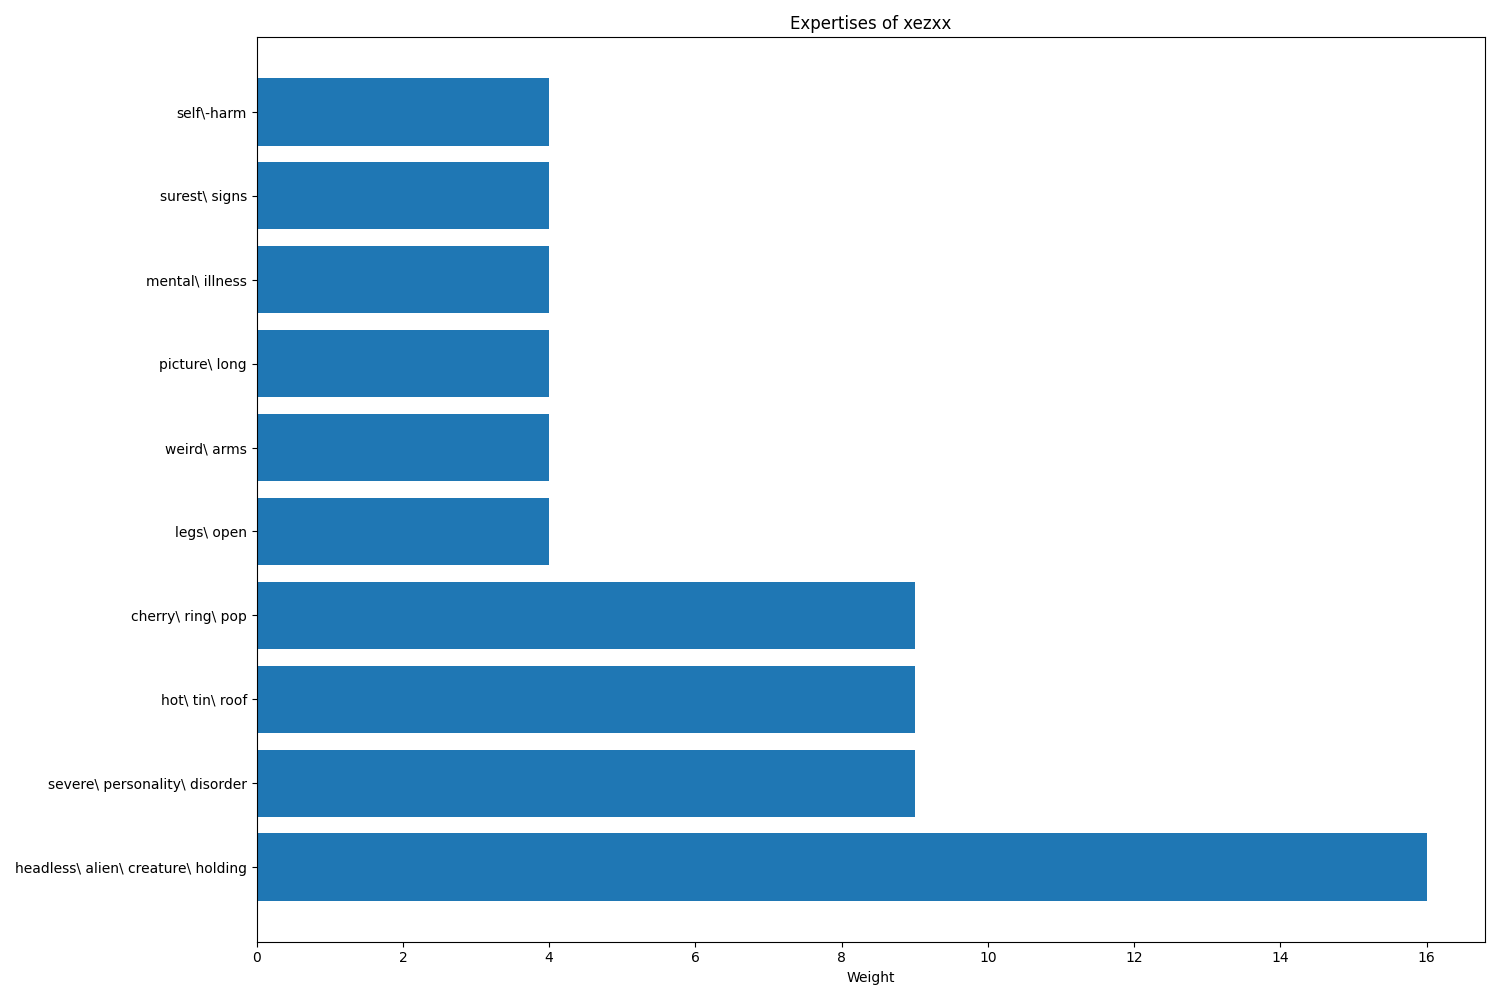 Expertises of xezxx
self\-harm
surest\ signs
mental\ illness
picture\ long
weird\ arms
legs\ open
cherry\ ring\ pop
hot\ tin\ roof
severe\ personality\ disorder
headless\ alien\ creature\ holding
0 2 4 6 8 10 12 14 16
Weight